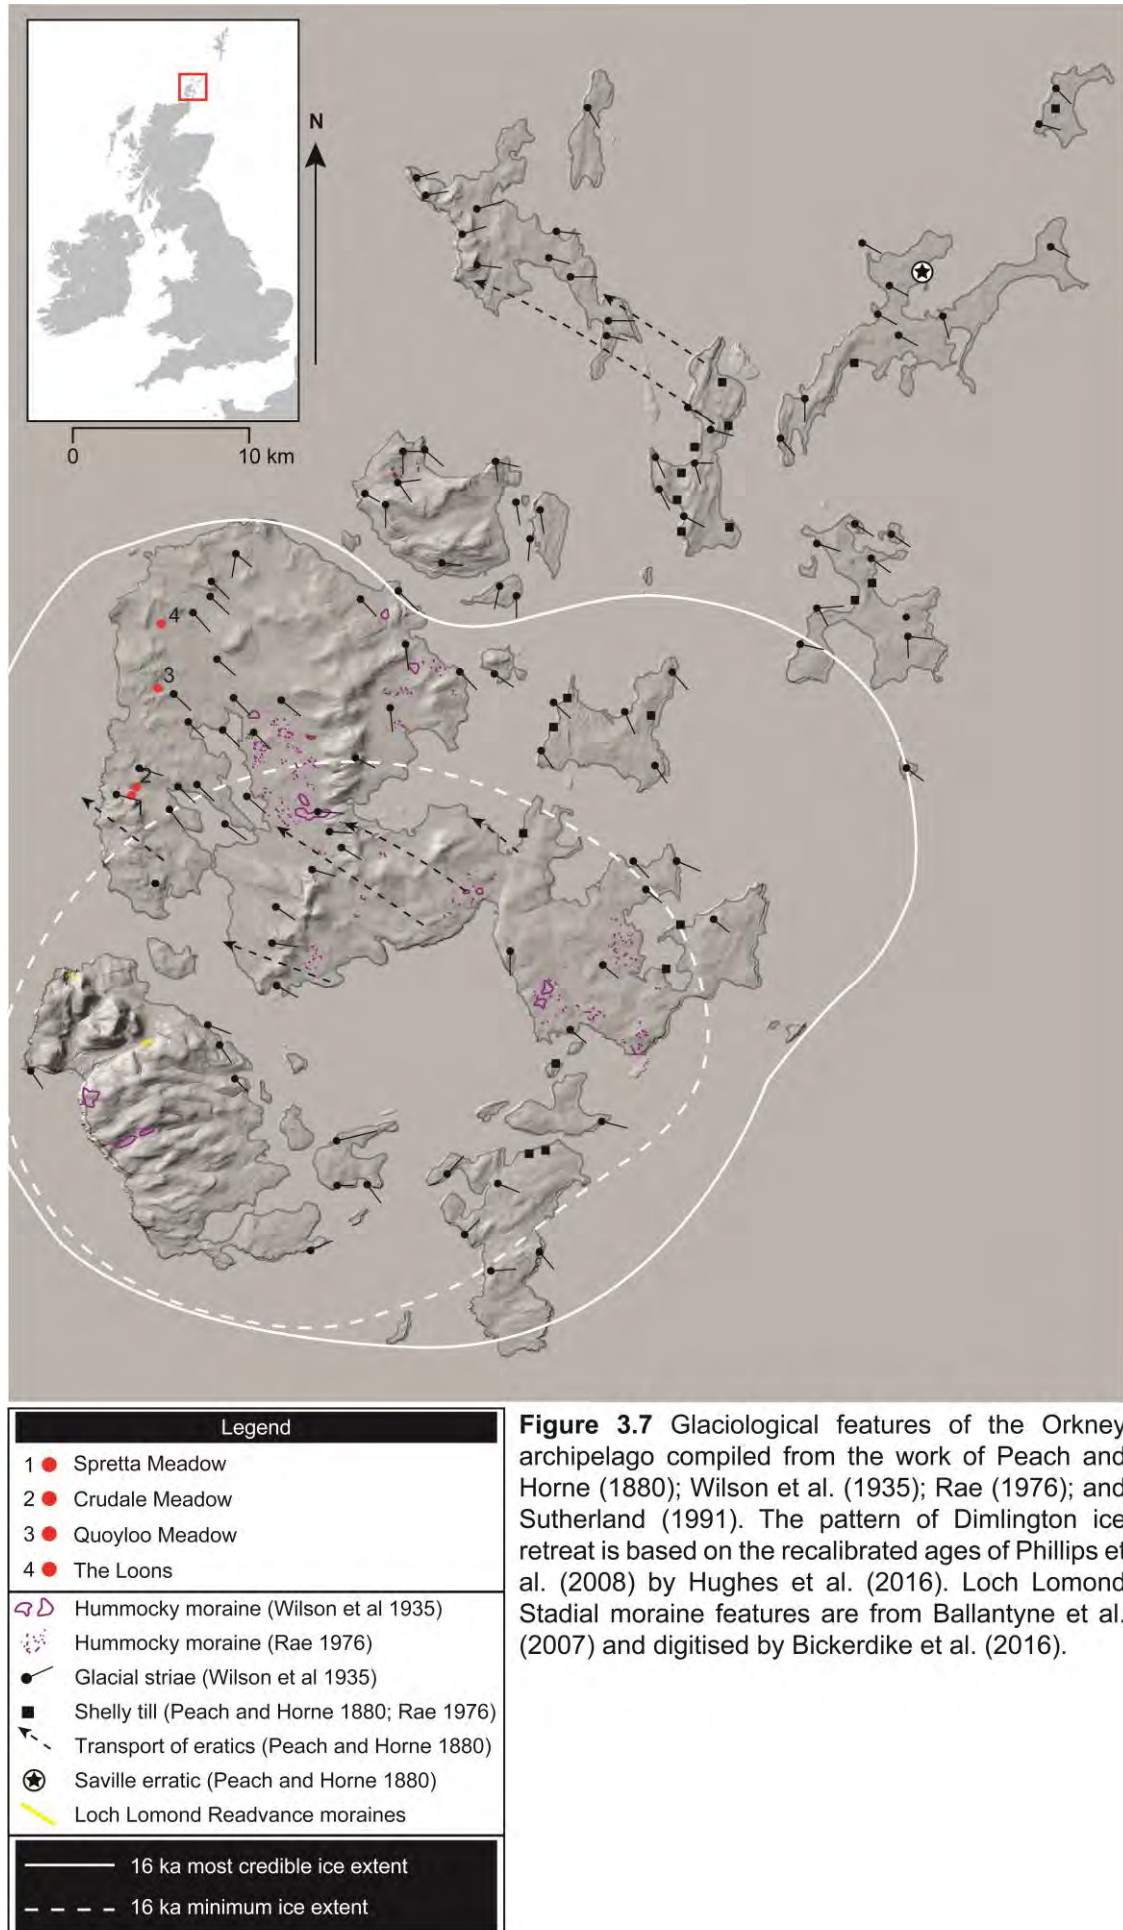 N
0
10 km
4
3
2
1
Legend
1 Spretta Meadow
2 Crudale Meadow
3 Quoyloo Meadow
4 The Loons
Hummocky moraine (Wilson et al 1935)
Hummocky moraine (Rae 1976)
Glacial striae (Wilson et al 1935)
Shelly till (Peach and Horne 1880; Rae 1976)
Transport of eratics (Peach and Horne 1880)
Saville erratic (Peach and Horne 1880)
Loch Lomond Readvance moraines
16 ka most credible ice extent
16 ka minimum ice extent
Figure 3.7 Glaciological features of the Orkney
archipelago compiled from the work of Peach and
Horne (1880); Wilson et al. (1935); Rae (1976); and
Sutherland (1991). The pattern of Dimlington ice
retreat is based on the recalibrated ages of Phillips et
al. (2008) by Hughes et al. (2016). Loch Lomond
Stadial moraine features are from Ballantyne et al.
(2007) and digitised by Bickerdike et al. (2016).